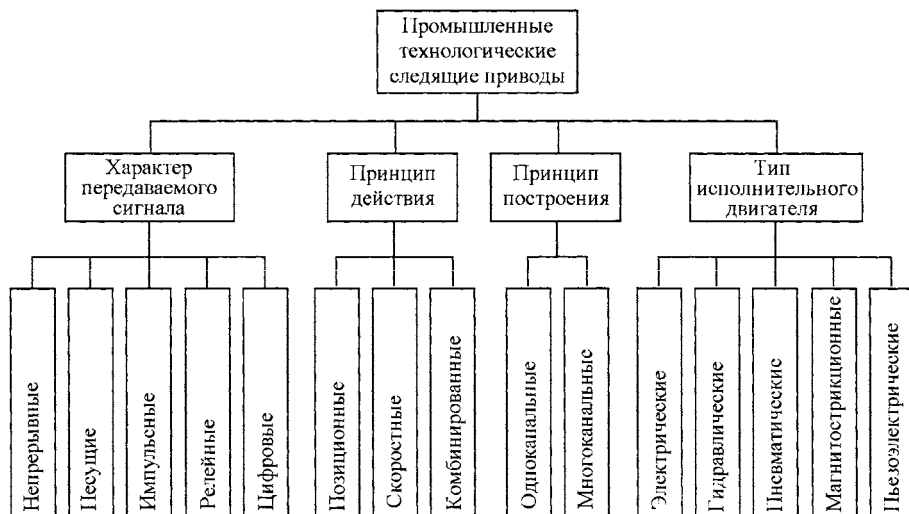 Промышленные
технологические
следящие приводы
Характер
передаваемого
сигнала
Принцип
действия
Принцип
построения
Тип
исполнительного
двигателя
Непрерывные
Несущие
Импульсные
Релейные
Цифровые
Позиционные
Скоростные
Комбинированные
Одноканальные
Многоканальные
Электрические
Гидравлические
Пневматические
Магнитострикционные
Пьезоэлектрические